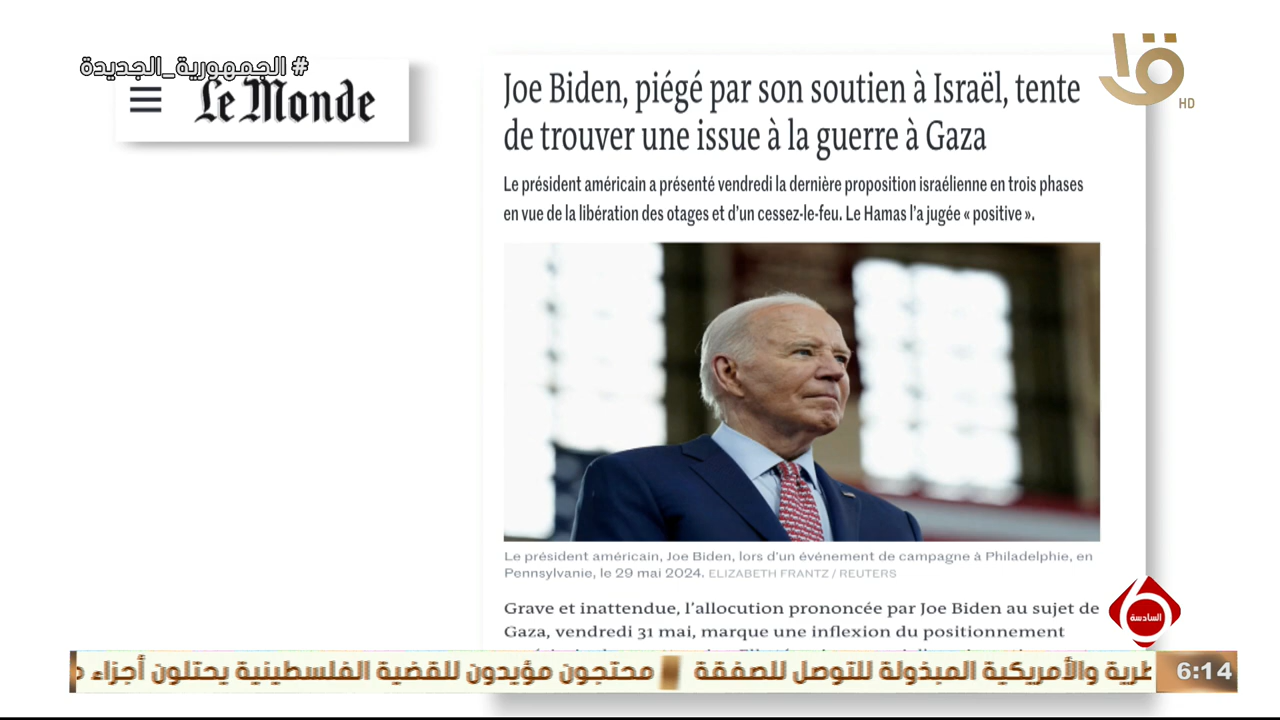 # الجمهورية_الجديدة
Le Monde
HD
Joe Biden, piégé par son soutien à Israël, tente
de trouver une issue à la guerre à Gaza
Le président américain a présenté vendredi la dernière proposition israélienne en trois phases
en vue de la libération des otages et d'un cessez-le-feu. Le Hamas l'a jugée « positive ».
Le président américain, Joe Biden, lors d'un événement de campagne à Philadelphie, en
Pennsylvanie, le 29 mai 2024. ELIZABETH FRANTZ / REUTERS
Grave et inattendue, l'allocution prononcée par Joe Biden au sujet de
Gaza, vendredi 31 mai, marque une inflexion du positionnement
السادسة
والأمريكية المبذولة للتوصل للصفقة
محتجون مؤيدون للقضية الفلسطينية يحتلون أجزاء
6:14